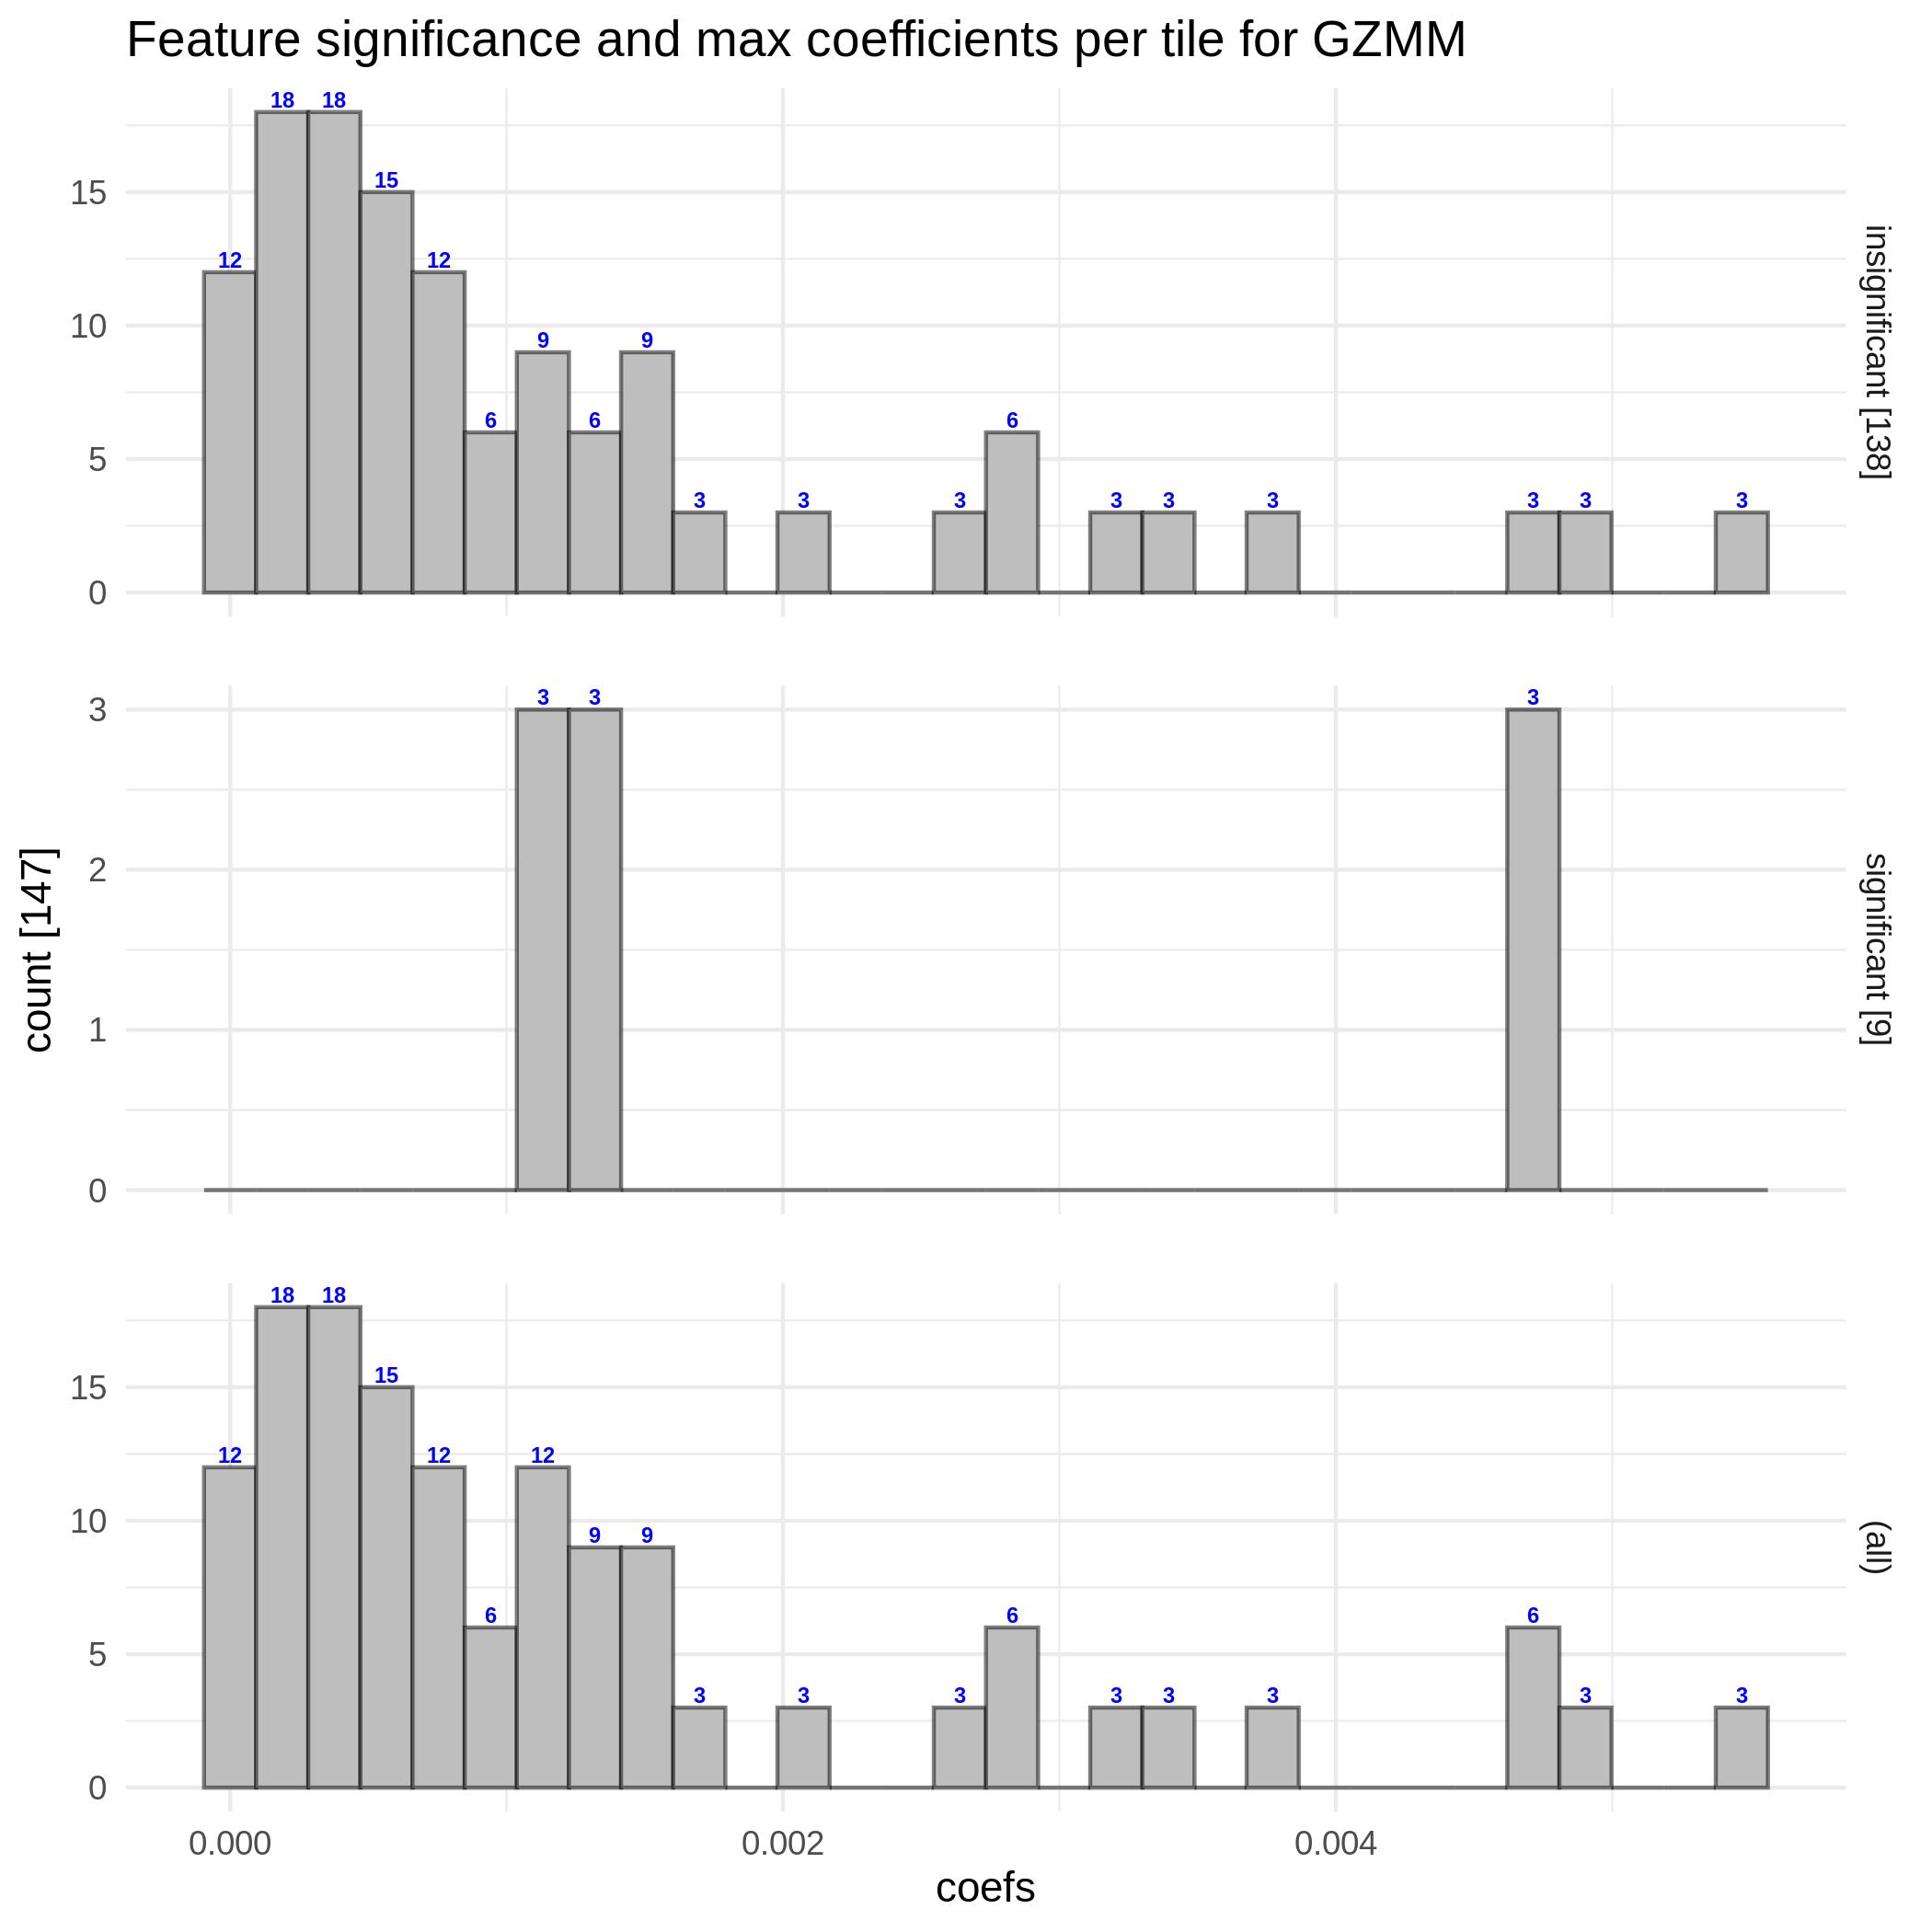 Feature significance and max coefficients per tile for GZMM
18 18
15
12 12
9 9
6 6 6
3 3 3 3 3 3 3 3 3
15
10
5
0
insignificant [138]
3 3 3
3
2
1
0
significant [9]
count [147]
18 18
15
12 12 12
9 9
6 6 6
3 3 3 3 3 3 3 3
15
10
5
0
(all)
0.000 0.002 0.004
coefs